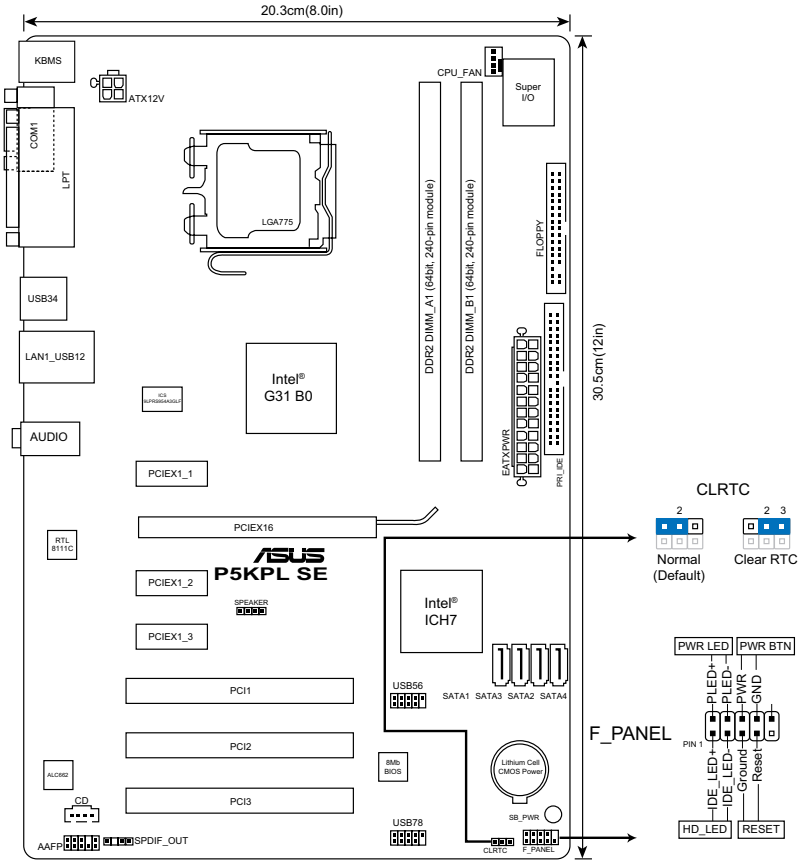 20.3cm(8.0in)
KBMS
ATX12V
CPU_FAN
Super
I/O
COM1
LPT
LGA775
DDR2 DIMM_A1 (64bit, 240-pin module)
DDR2 DIMM_B1 (64bit, 240-pin module)
FLOPPY
30.5cm(12in)
USB34
LAN1_USB12
Intel®
G31 B0
ICS
9LPRS954AGLF
AUDIO
EATXPWR
PRI_IDE
PCIEX1_1
PCIEX16
RTL
8111C
ASUS
P5KPL SE
PCIEX1_2
SPEAKER
PCIEX1_3
Intel®
ICH7
CLRTC
2
2 3
Normal
(Default)
Clear RTC
SATA1 SATA3 SATA2 SATA4
PCI1
USB56
PCI2
8Mb
BIOS
Lithium Cell
CMOS Power
ALC662
CD
PCI3
SB_PWR
AAFP
SPDIF_OUT
USB78
CLRTC
F_PANEL
F_PANEL
PWR LED
PWR BTN
PLED+
PLED-
PWR
GND
PIN 1
IDE_LED+
IDE_LED-
Ground
Reset
HD_LED
RESET